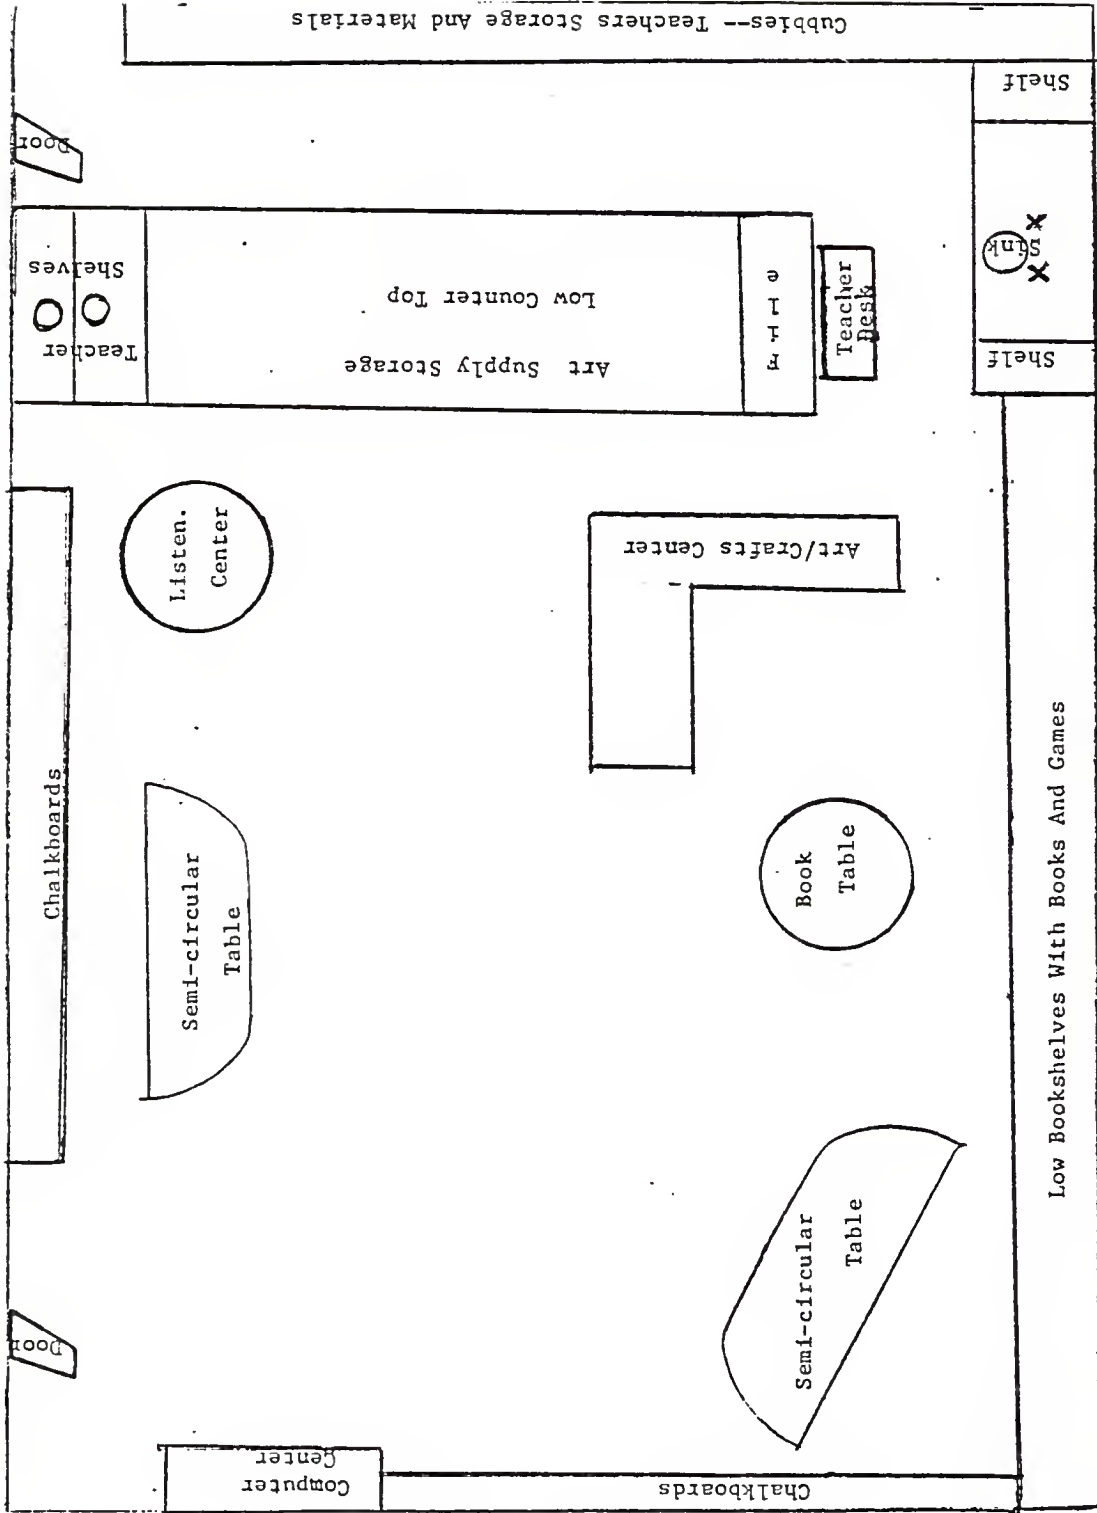 Cubbies-- Teachers Storage And Materials
Shelf
Door
Sink
Teacher
Shelves
Low Counter Top
Art Supply Storage
File
Teacher
Desk
Shelf
Listen.
Center
Art/Crafts Center
Chalkboards
Semi-circular
Table
Book
Table
Low Bookshelves With Books And Games
Semi-circular
Table
Door
Computer
Center
Chalkboards